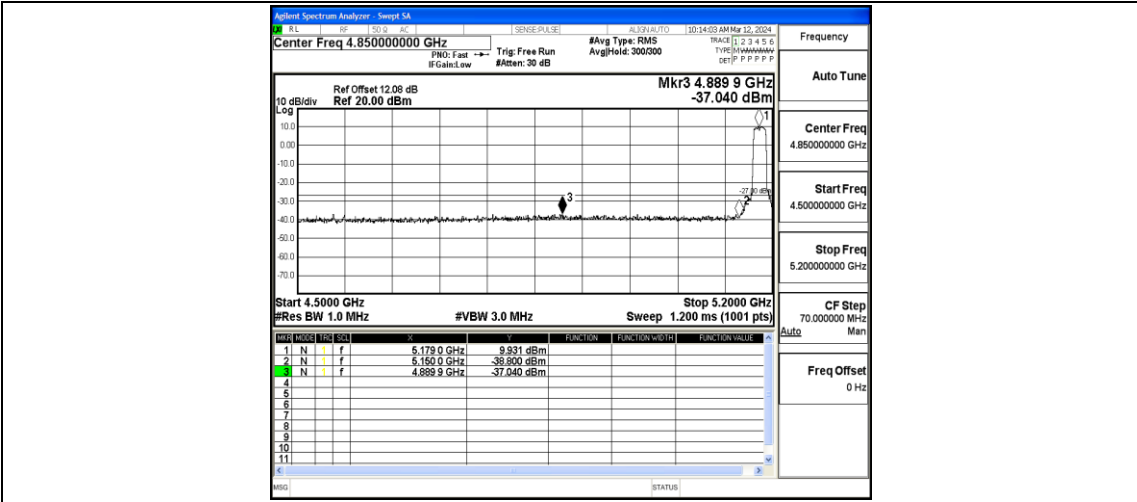 Agilent Spectrum Analyzer - Swept SA
RL RF 50 Ω AC SENSE:PULSE ALIGN AUTO 10:14:03 AM Mar 12, 2024
Center Freq 4.850000000 GHz #Avg Type: RMS TRACE 1 2 3 4 5 6
PNO: Fast Trig: Free Run Avg|Hold: 300/300 TYPE M
IFGain:Low #Atten: 30 dB DET P P P P P P
Mkr3 4.889 9 GHz
-37.040 dBm
Ref Offset 12.08 dB
10 dB/div Ref 20.00 dBm
Log
10.0
0.00
-10.0
-20.0
-30.0
-40.0
-50.0
-60.0
-70.0
1
-27.00 dBm
2
3
Start 4.5000 GHz Stop 5.2000 GHz
#Res BW 1.0 MHz #VBW 3.0 MHz Sweep 1.200 ms (1001 pts)
MKR MODE TRC SCL X Y FUNCTION FUNCTION WIDTH FUNCTION VALUE
1 N 1 f 5.179 0 GHz 9.931 dBm
2 N 1 f 5.150 0 GHz -38.800 dBm
3 N 1 f 4.889 9 GHz -37.040 dBm
4
5
6
7
8
9
10
11
MSG STATUS
Frequency
Auto Tune
Center Freq
4.850000000 GHz
Start Freq
4.500000000 GHz
Stop Freq
5.200000000 GHz
CF Step
70.000000 MHz
Auto Man
Freq Offset
0 Hz